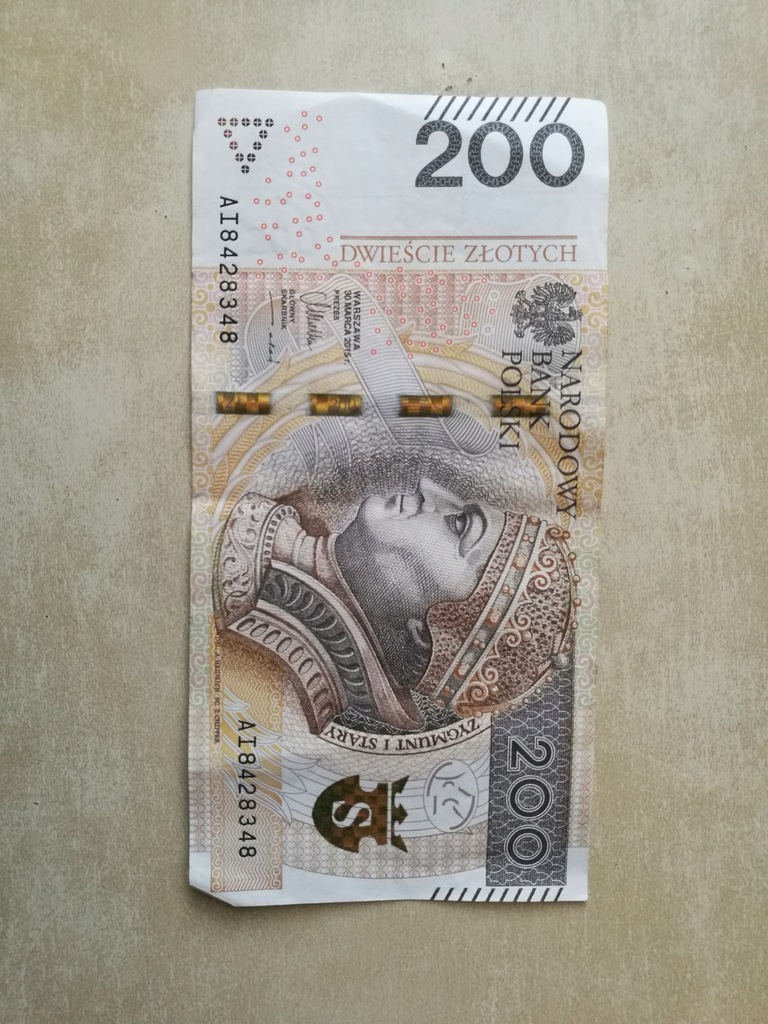 200
DWIEŚCIE ZŁOTYCH
AI8428348
NARODOWY
BANK
POLSKI
WARSZAWA
30 MARCA 2015 r.
PREZES
GŁÓWNY
SKARBNIK
ZYGMUNT I STARY
200
S
AI8428348